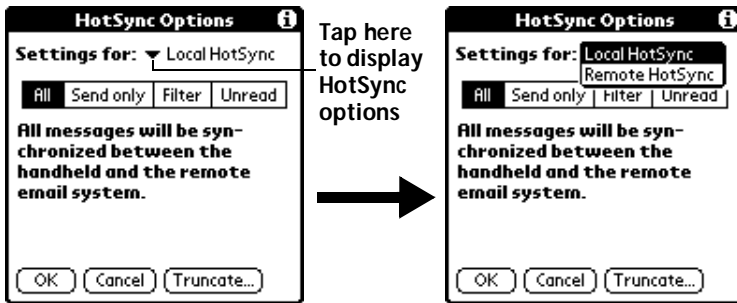 HotSync Options i
Settings for: Local HotSync
All Send only Filter Unread
All messages will be syn-
chronized between the
handheld and the remote
email system.
OK Cancel Truncate...
Tap here
to display
HotSync
options
HotSync Options i
Settings for: Local HotSync
Remote HotSync
All Send only Filter Unread
All messages will be syn-
chronized between the
handheld and the remote
email system.
OK Cancel Truncate...